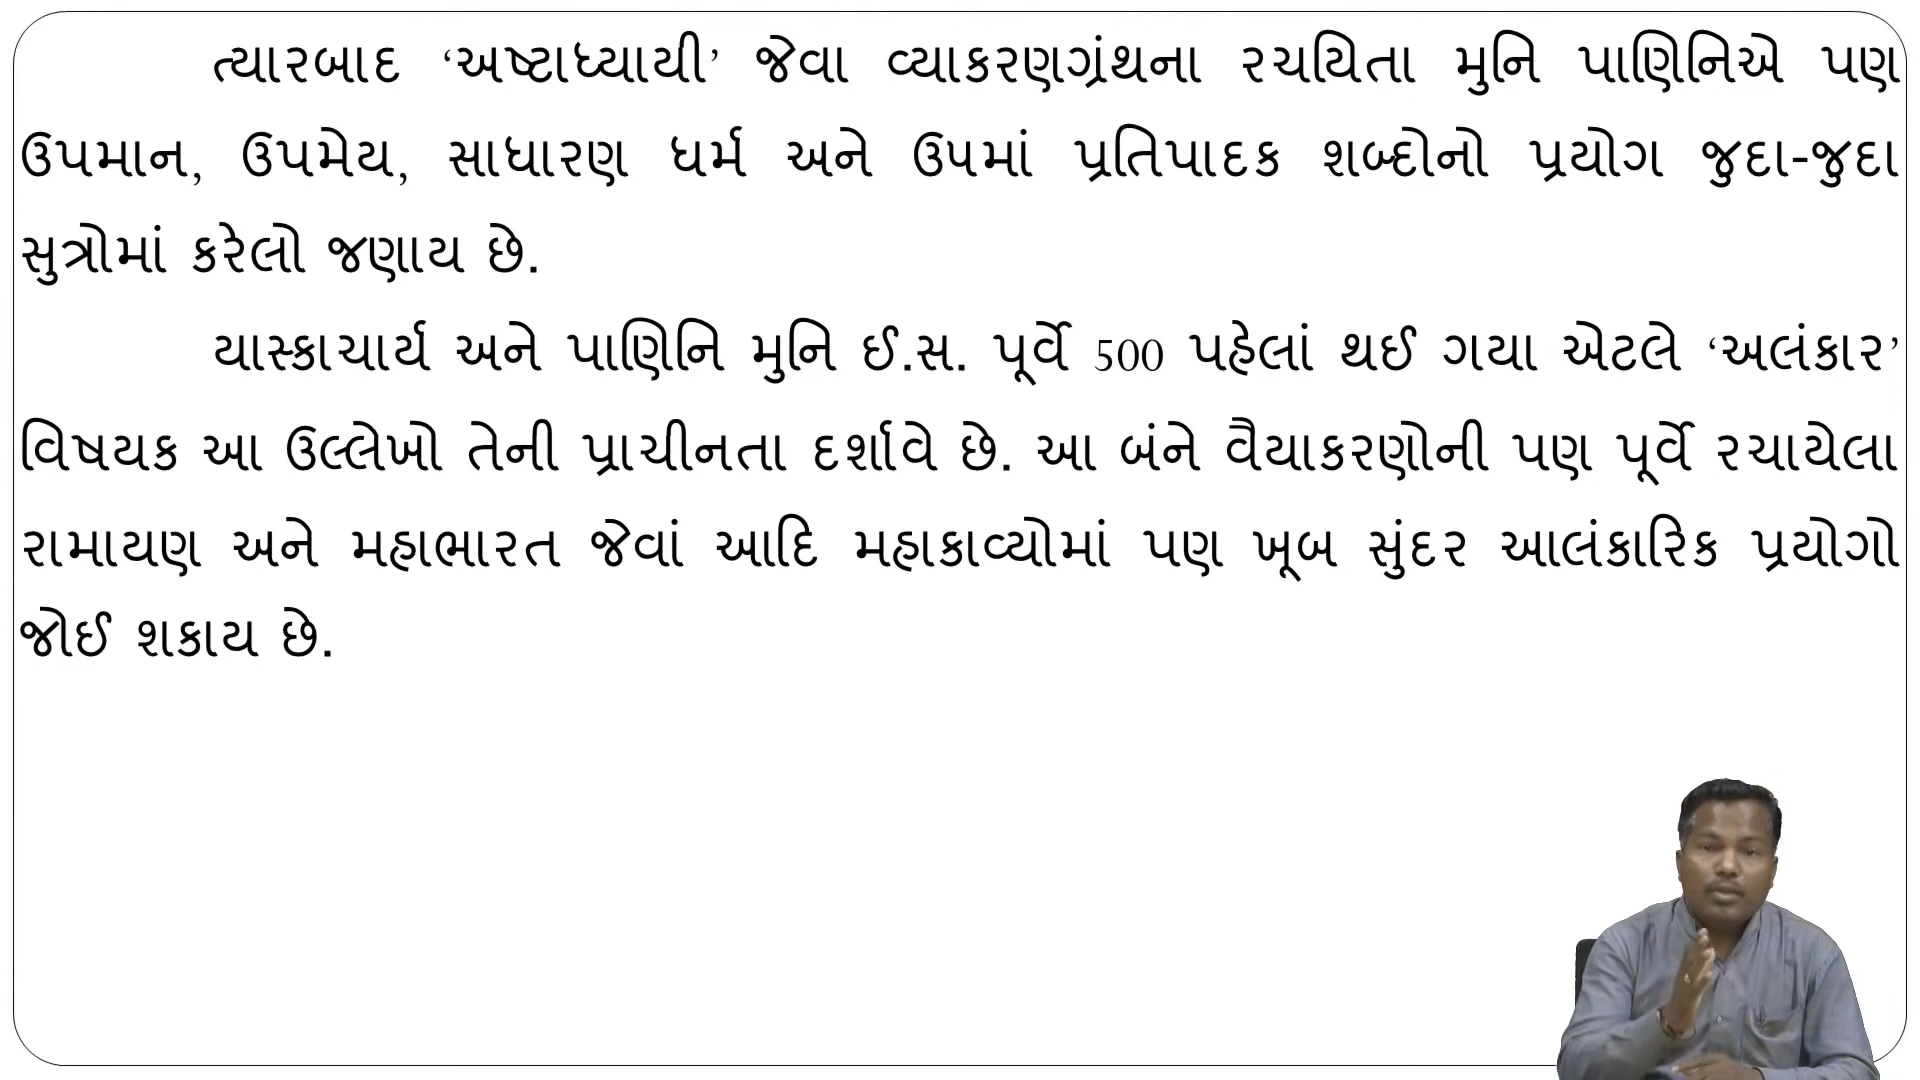 ત્યારબાદ ‘અષ્ટાધ્યાયી’ જેવા વ્યાકરણગ્રંથના રચયિતા મુનિ પાણિનિએ પણ
ઉપમાન, ઉપમેય, સાધારણ ધર્મ અને ઉપમાં પ્રતિપાદક શબ્દોનો પ્રયોગ જુદા-જુદા
સુત્રોમાં કરેલો જણાય છે.
યાસ્કાચાર્ય અને પાણિનિ મુનિ ઈ.સ. પૂર્વે 500 પહેલાં થઈ ગયા એટલે ‘અલંકાર’
વિષયક આ ઉલ્લેખો તેની પ્રાચીનતા દર્શાવે છે. આ બંને વૈયાકરણોની પણ પૂર્વે રચાયેલા
રામાયણ અને મહાભારત જેવાં આદિ મહાકાવ્યોમાં પણ ખૂબ સુંદર આલંકારિક પ્રયોગો
જોઈ શકાય છે.